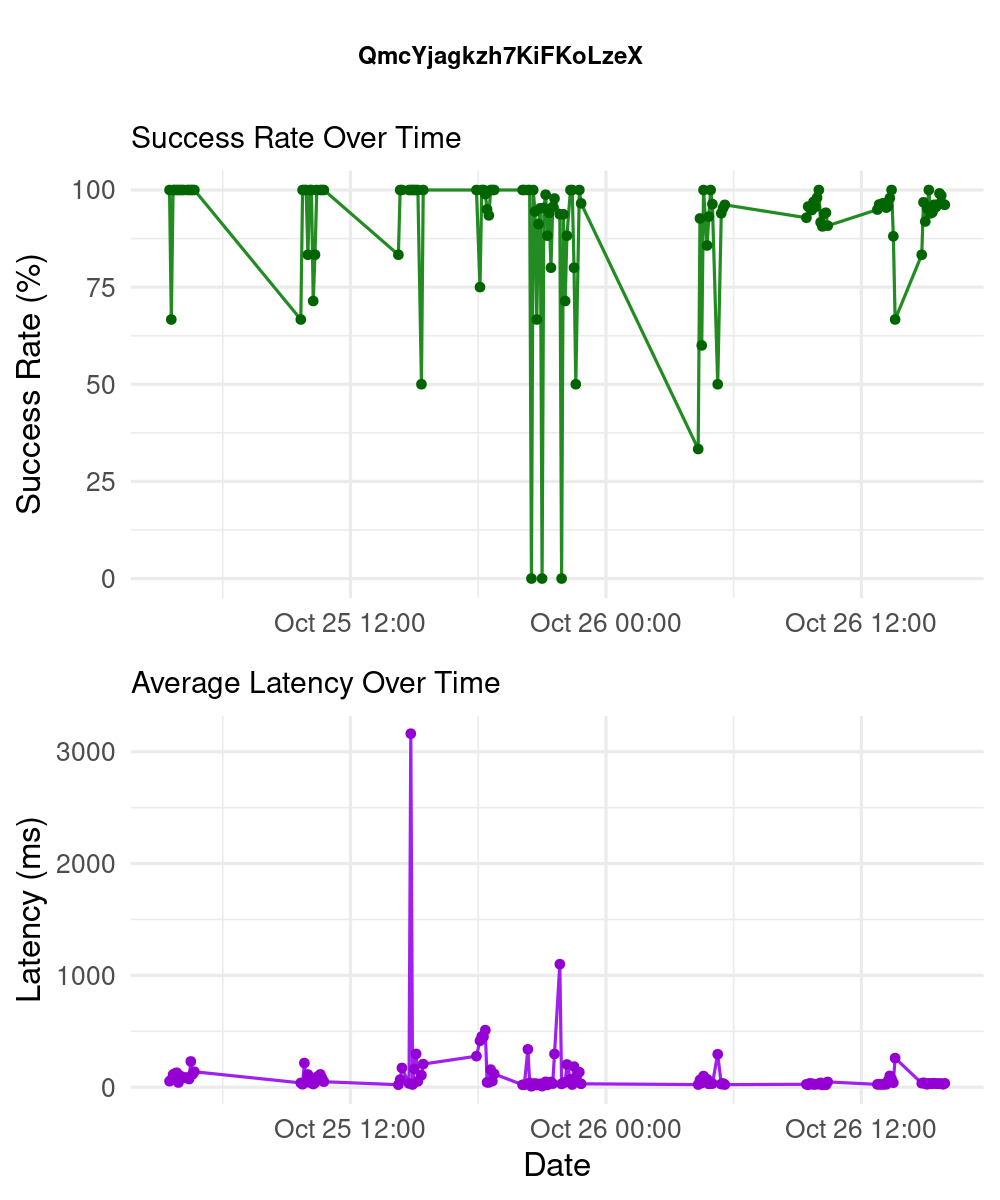 QmcYjagkzh7KiFKoLzeX
Success Rate Over Time
Success Rate (%)
100
75
50
25
0
Oct 25 12:00 Oct 26 00:00 Oct 26 12:00
Average Latency Over Time
Latency (ms)
3000
2000
1000
0
Oct 25 12:00 Oct 26 00:00 Oct 26 12:00
Date